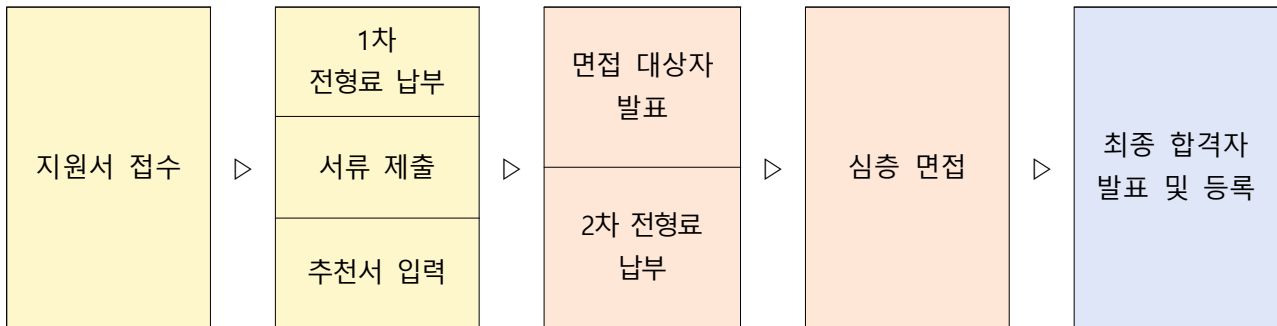 지원서 접수
▷
1차
전형료 납부
서류 제출
추천서 입력
▷
면접 대상자
발표
2차 전형료
납부
▷
심층 면접
▷
최종 합격자
발표 및 등록